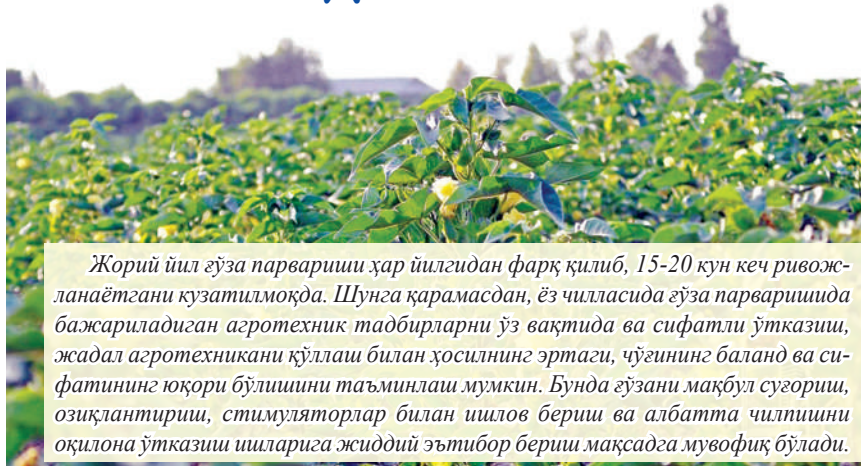 Жорий йил ғўза парвариши ҳар йилгидан фарқ қилиб, 15-20 кун кеч ривож-
ланаётгани кузатилмоқда. Шунга қарамасдан, ёз чилласида ғўза парваришида
бажариладиган агротехник тадбирларни ўз вақтида ва сифатли ўтказиш,
жадал агротехникани қўллаш билан ҳосилнинг эртаги, чўғининг баланд ва си-
фатининг юқори бўлишини таъминлаш мумкин. Бунда ғўзани мақбул суғориш,
озиқлантириш, стимуляторлар билан ишлов бериш ва албатта чилпишни
оқилона ўтказиш ишларига жиддий эътибор бериш мақсадга мувофиқ бўлади.